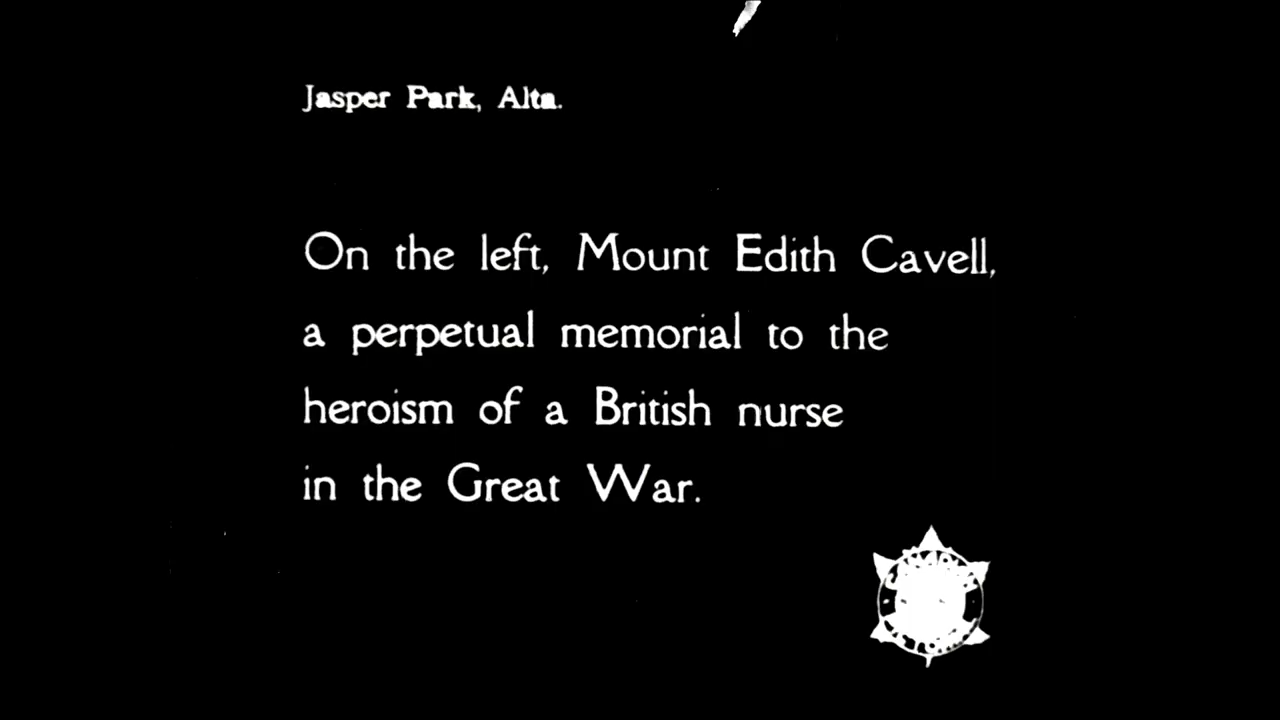 Jasper Park, Alta.
On the left, Mount Edith Cavell,
a perpetual memorial to the
heroism of a British nurse
in the Great War.